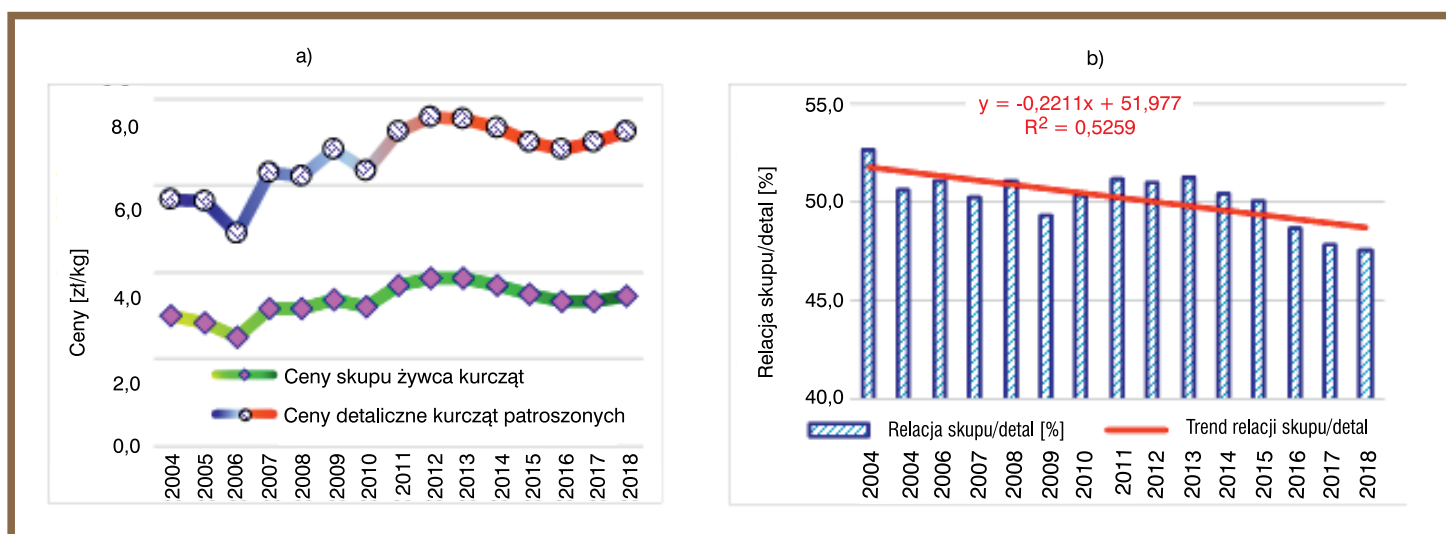 a)
8,0
6,0
4,0
2,0
0,0
Ceny [zł/kg]
Ceny skupu żywca kurcząt
Ceny detaliczne kurcząt patroszonych
2004 2005 2006 2007 2008 2009 2010 2011 2012 2013 2014 2015 2016 2017 2018
b)
y = -0,2211x + 51,977
R² = 0,5259
55,0
50,0
45,0
40,0
Relacja skupu/detal [%]
Relacja skupu/detal [%]
Trend relacji skupu/detal
2004 2004 2006 2007 2008 2009 2010 2011 2012 2013 2014 2015 2016 2017 2018